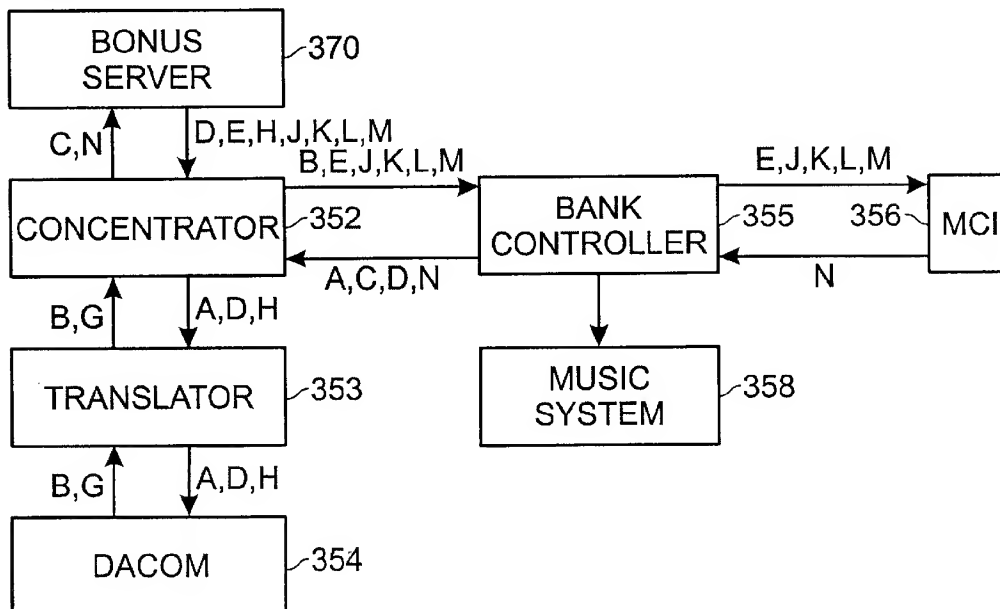 BONUS
SERVER
370
C,N
D,E,H,J,K,L,M
B,E,J,K,L,M
E,J,K,L,M
CONCENTRATOR
352
BANK
CONTROLLER
355
356
MCI
A,C,D,N
N
B,G
A,D,H
TRANSLATOR
353
MUSIC
SYSTEM
358
B,G
A,D,H
DACOM
354